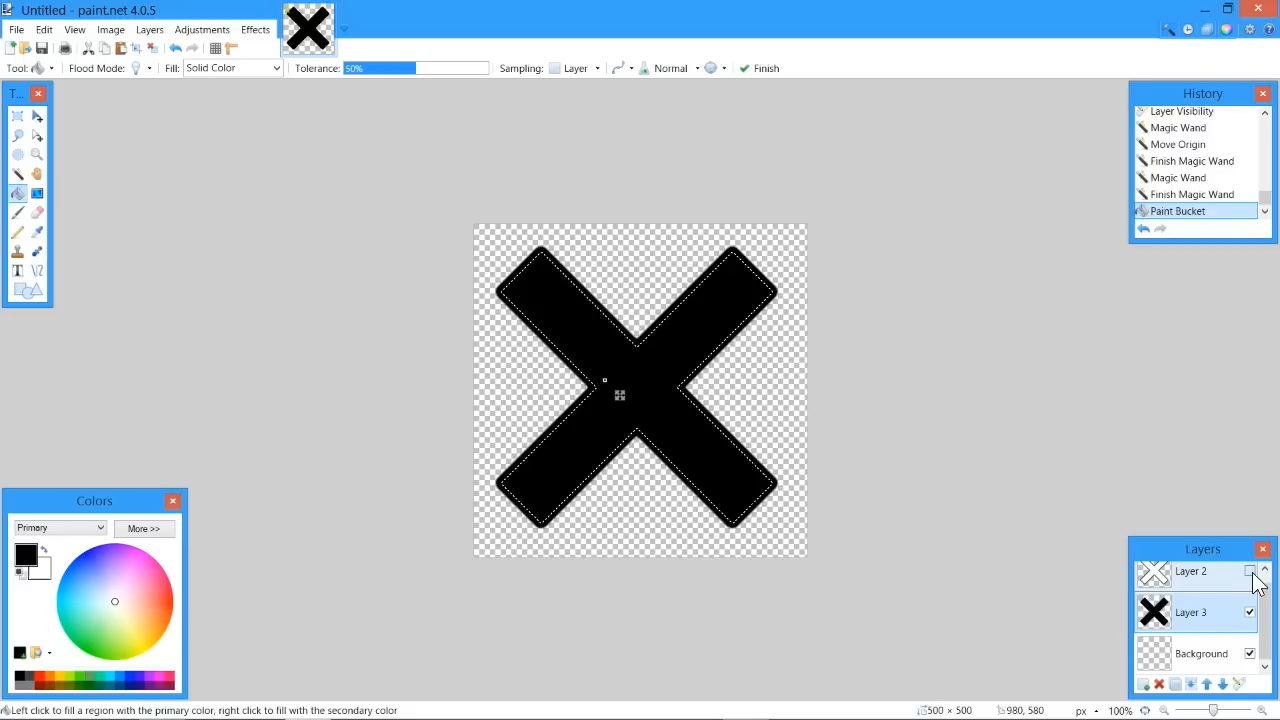 Untitled - paint.net 4.0.5
File Edit View Image Layers Adjustments Effects
Tool: Flood Mode: Fill: Solid Color Tolerance: 50% Sampling: Layer Normal Finish
T...
History
Layer Visibility
Magic Wand
Move Origin
Finish Magic Wand
Magic Wand
Finish Magic Wand
Paint Bucket
Colors
Primary More >>
Layers
Layer 2
Layer 3
Background
Left click to fill a region with the primary color, right click to fill with the secondary color 500 × 500 980, 580 px 100%